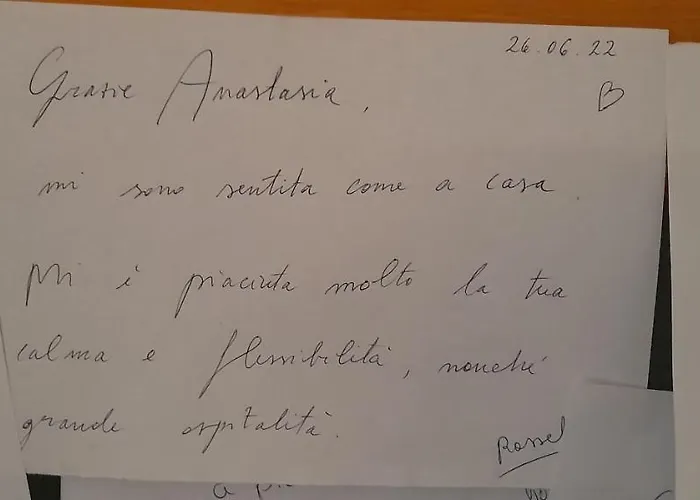 26.06.22
Grazie Anastasia,
mi sono sentita come a casa.
Mi è piaciuta molto la tua
calma e flessibilità, nonché
grande ospitalità.
Rossel
a